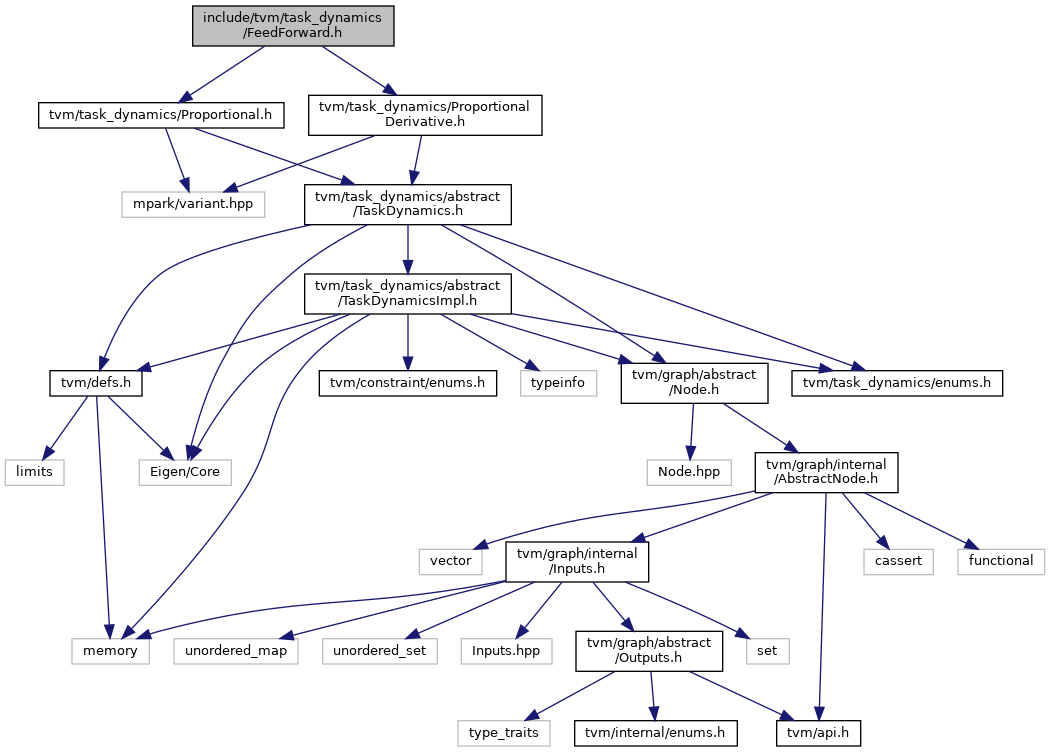 include/tvm/task_dynamics
/FeedForward.h
tvm/task_dynamics/Proportional.h
tvm/task_dynamics/Proportional
Derivative.h
mpark/variant.hpp
tvm/task_dynamics/abstract
/TaskDynamics.h
tvm/task_dynamics/abstract
/TaskDynamicsImpl.h
tvm/defs.h
tvm/constraint/enums.h
typeinfo
tvm/graph/abstract
/Node.h
tvm/task_dynamics/enums.h
limits
Eigen/Core
Node.hpp
tvm/graph/internal
/AbstractNode.h
vector
tvm/graph/internal
/Inputs.h
cassert
functional
memory
unordered_map
unordered_set
Inputs.hpp
tvm/graph/abstract
/Outputs.h
set
type_traits
tvm/internal/enums.h
tvm/api.h